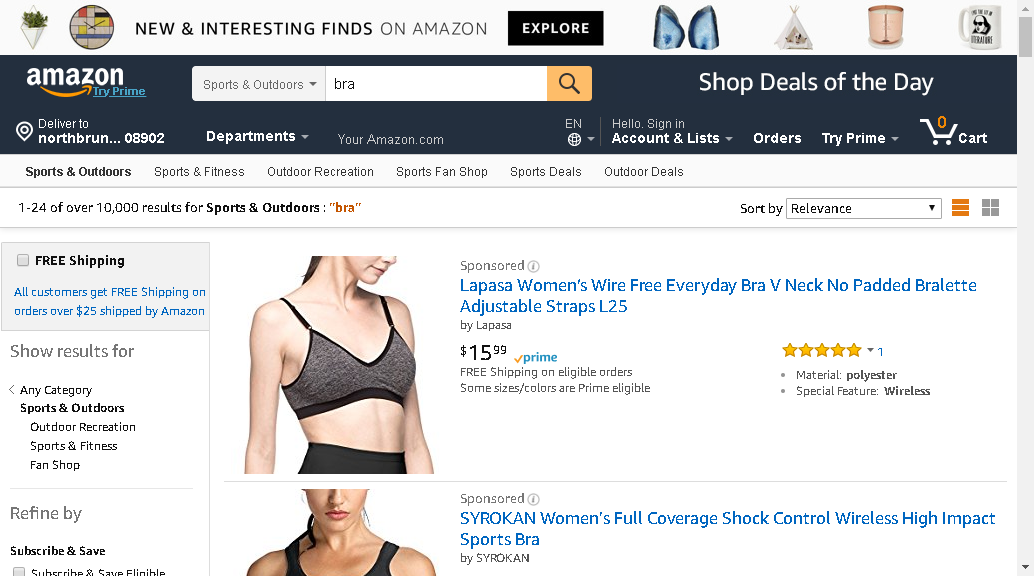 NEW & INTERESTING FINDS ON AMAZON
EXPLORE
amazon
Try Prime
Sports & Outdoors
bra
Shop Deals of the Day
Deliver to
northbrun... 08902
Departments
Your Amazon.com
EN
Hello. Sign in
Account & Lists
Orders
Try Prime
0
Cart
Sports & Outdoors
Sports & Fitness
Outdoor Recreation
Sports Fan Shop
Sports Deals
Outdoor Deals
1-24 of over 10,000 results for Sports & Outdoors : "bra"
Sort by
Relevance
FREE Shipping
All customers get FREE Shipping on
orders over $25 shipped by Amazon
Show results for
Any Category
Sports & Outdoors
Outdoor Recreation
Sports & Fitness
Fan Shop
Refine by
Subscribe & Save
Subscribe & Save Eligible
Sponsored
Lapasa Women's Wire Free Everyday Bra V Neck No Padded Bralette
Adjustable Straps L25
by Lapasa
$15 99 prime
FREE Shipping on eligible orders
Some sizes/colors are Prime eligible
1
Material: polyester
Special Feature: Wireless
Sponsored
SYROKAN Women's Full Coverage Shock Control Wireless High Impact
Sports Bra
by SYROKAN